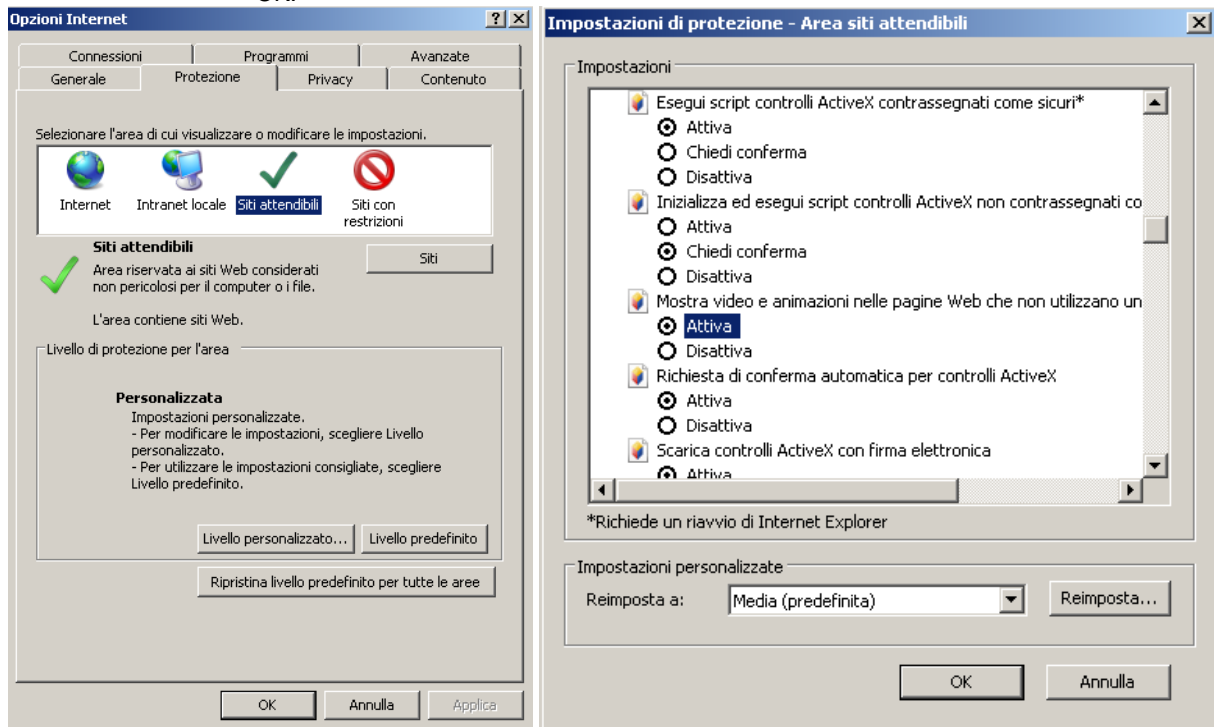 Opzioni Internet
Connessioni
Programmi
Avanzate
Generale
Protezione
Privacy
Contenuto
Selezionare l'area di cui visualizzare o modificare le impostazioni.
Internet
Intranet locale
Siti attendibili
Siti con
restrizioni
Siti attendibili
Area riservata ai siti Web considerati
non pericolosi per il computer o i file.
L'area contiene siti Web.
Siti
Livello di protezione per l'area
Personalizzata
Impostazioni personalizzate.
- Per modificare le impostazioni, scegliere Livello
personalizzato.
- Per utilizzare le impostazioni consigliate, scegliere
Livello predefinito.
Livello personalizzato...
Livello predefinito
Ripristina livello predefinito per tutte le aree
OK
Annulla
Applica
Impostazioni di protezione - Area siti attendibili
Impostazioni
Esegui script controlli ActiveX contrassegnati come sicuri*
Attiva
Chiedi conferma
Disattiva
Inizializza ed esegui script controlli ActiveX non contrassegnati co
Attiva
Chiedi conferma
Disattiva
Mostra video e animazioni nelle pagine Web che non utilizzano un
Attiva
Disattiva
Richiesta di conferma automatica per controlli ActiveX
Attiva
Disattiva
Scarica controlli ActiveX con firma elettronica
Attiva
*Richiede un riavvio di Internet Explorer
Impostazioni personalizzate
Reimposta a:
Media (predefinita)
Reimposta...
OK
Annulla